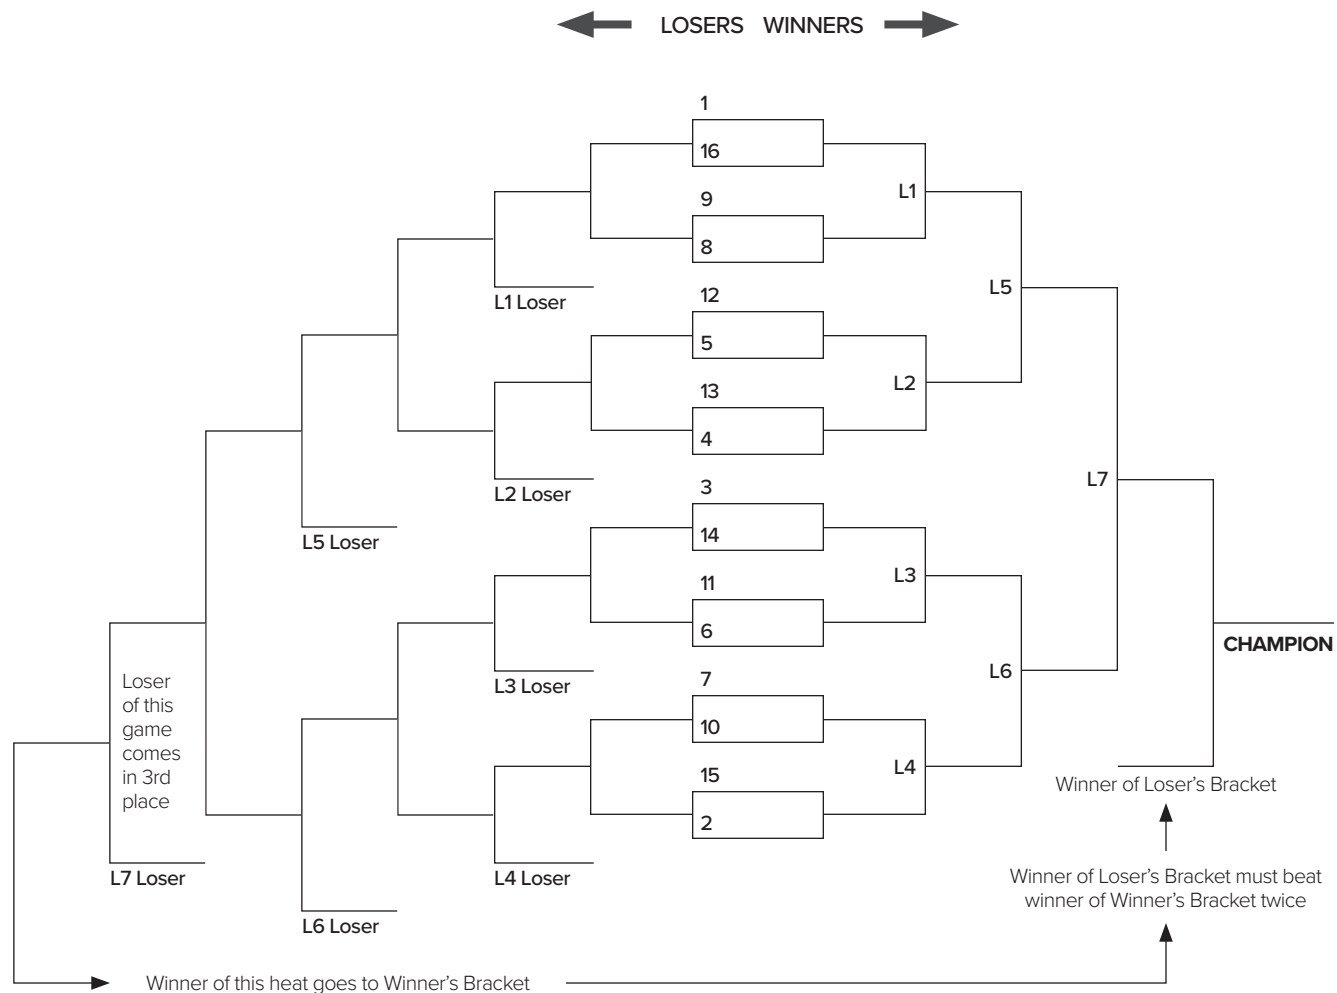 LOSERS WINNERS
1
16
L1
9
8
L5
L1 Loser
12
5
L2
13
4
L7
L2 Loser
3
L5 Loser
14
L3
11
6
CHAMPION
L3 Loser
L6
7
Loser
of this
game
comes
in 3rd
place
10
L4
15
2
Winner of Loser’s Bracket
L7 Loser
L4 Loser
Winner of Loser’s Bracket must beat
winner of Winner’s Bracket twice
L6 Loser
Winner of this heat goes to Winner’s Bracket